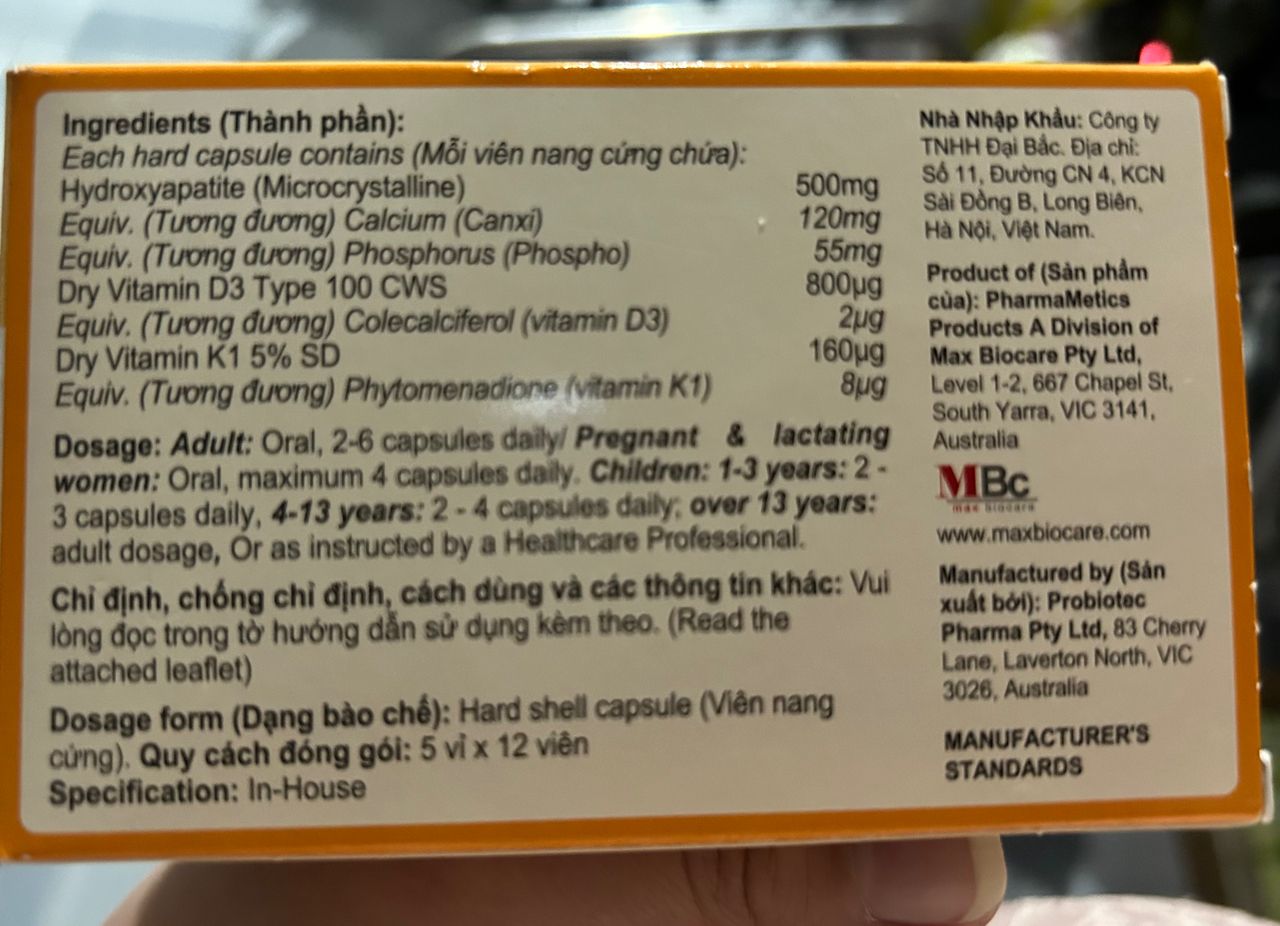 Ingredients (Thành phần):
Each hard capsule contains (Mỗi viên nang cứng chứa):
Hydroxyapatite (Microcrystalline) 500mg
Equiv. (Tương đương) Calcium (Canxi) 120mg
Equiv. (Tương đương) Phosphorus (Phospho) 55mg
Dry Vitamin D3 Type 100 CWS 800µg
Equiv. (Tương đương) Colecalciferol (vitamin D3) 2µg
Dry Vitamin K1 5% SD 160µg
Equiv. (Tương đương) Phytomenadione (vitamin K1) 8µg
Dosage: Adult: Oral, 2-6 capsules daily/ Pregnant & lactating
women: Oral, maximum 4 capsules daily. Children: 1-3 years: 2 -
3 capsules daily, 4-13 years: 2 - 4 capsules daily; over 13 years:
adult dosage, Or as instructed by a Healthcare Professional.
Chỉ định, chống chỉ định, cách dùng và các thông tin khác: Vui
lòng đọc trong tờ hướng dẫn sử dụng kèm theo. (Read the
attached leaflet)
Dosage form (Dạng bào chế): Hard shell capsule (Viên nang
cứng). Quy cách đóng gói: 5 vỉ x 12 viên
Specification: In-House
Nhà Nhập Khẩu: Công ty
TNHH Đại Bắc. Địa chỉ:
Số 11, Đường CN 4, KCN
Sài Đồng B, Long Biên,
Hà Nội, Việt Nam.
Product of (Sản phẩm
của): PharmaMetics
Products A Division of
Max Biocare Pty Ltd,
Level 1-2, 667 Chapel St,
South Yarra, VIC 3141,
Australia
MBc
max biocare
www.maxbiocare.com
Manufactured by (Sản
xuất bởi): Probiotec
Pharma Pty Ltd, 83 Cherry
Lane, Laverton North, VIC
3026, Australia
MANUFACTURER'S
STANDARDS